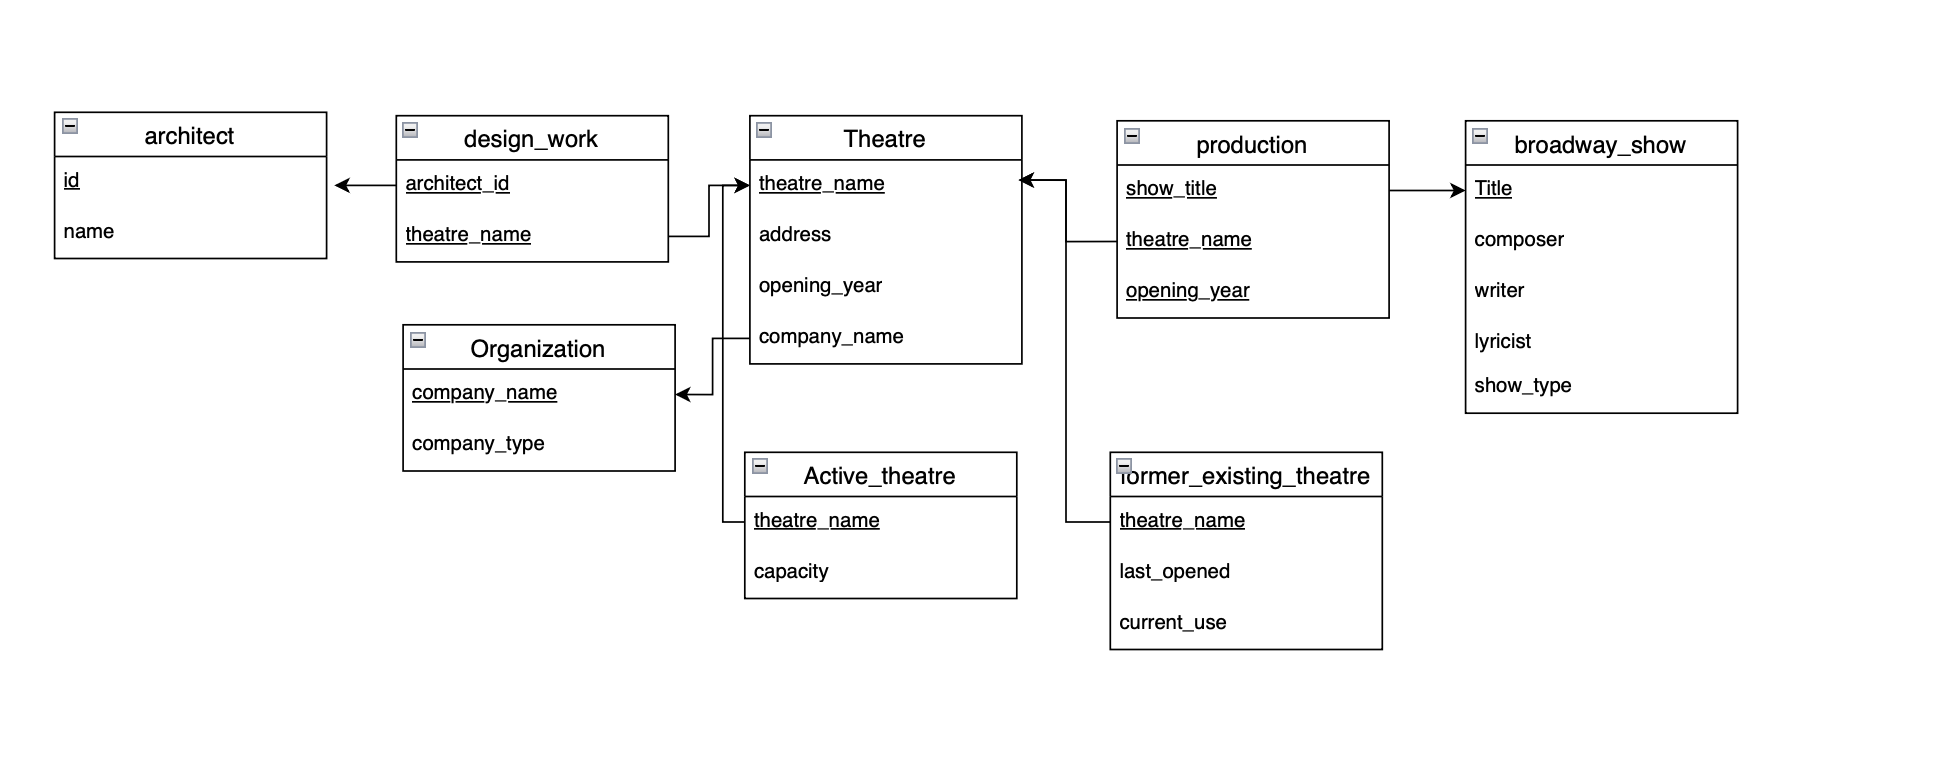 architect
id
name
design_work
architect_id
theatre_name
Theatre
theatre_name
address
opening_year
company_name
production
show_title
theatre_name
opening_year
broadway_show
Title
composer
writer
lyricist
show_type
Organization
company_name
company_type
Active_theatre
theatre_name
capacity
former_existing_theatre
theatre_name
last_opened
current_use